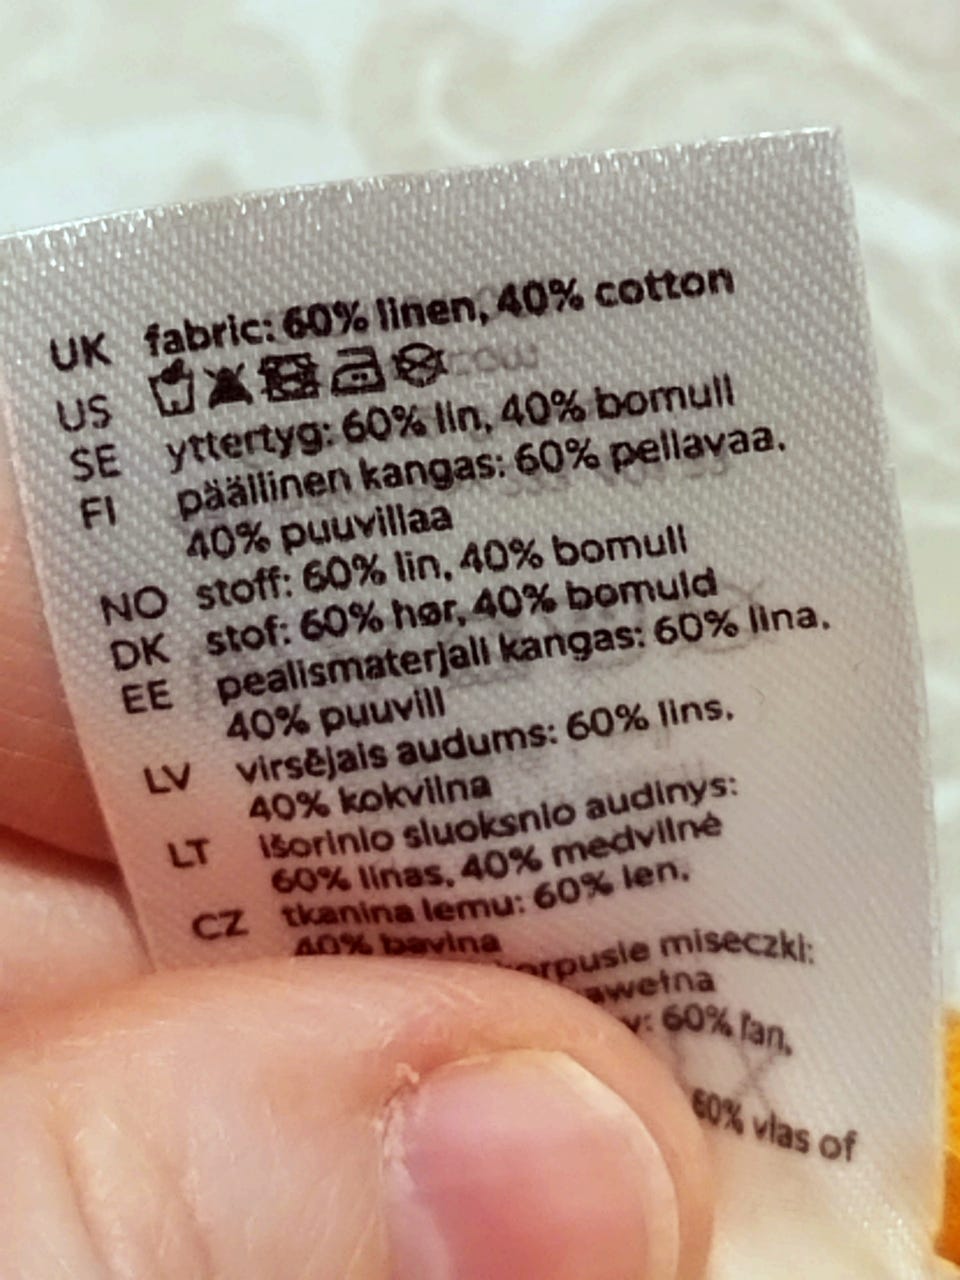 UK fabric: 60% linen, 40% cotton
US
SE yttertyg: 60% lin, 40% bomull
FI päällinen kangas: 60% pellavaa,
40% puuvillaa
NO stoff: 60% lin, 40% bomull
DK stof: 60% hør, 40% bomuld
EE pealismaterjali kangas: 60% lina,
40% puuvill
LV virsējais audums: 60% lins,
40% kokvilna
LT išorinio sluoksnio audinys:
60% linas, 40% medvilnė
CZ tkanina lemu: 60% len,
40% bavlna
korpusie miseczki:
60% ľan,
60% vlas of